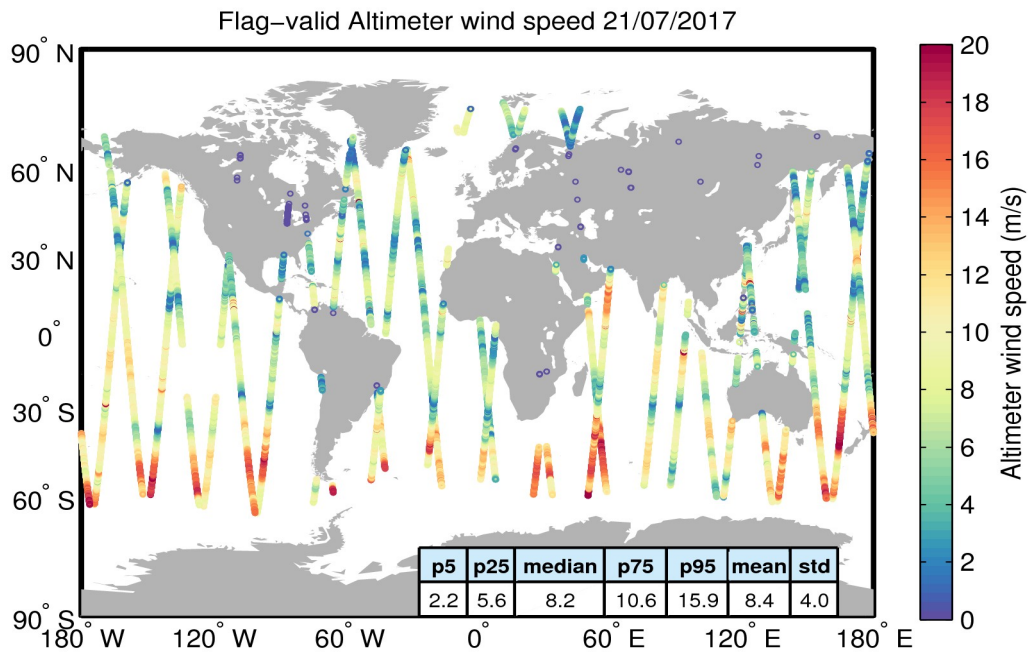 Flag−valid Altimeter wind speed 21/07/2017
90° N
60° N
30° N
0°
30° S
60° S
90° S
180° W
120° W
60° W
0°
60° E
120° E
180° E
p5 p25 median p75 p95 mean std
2.2 5.6 8.2 10.6 15.9 8.4 4.0
20
18
16
14
12
10
8
6
4
2
0
Altimeter wind speed (m/s)